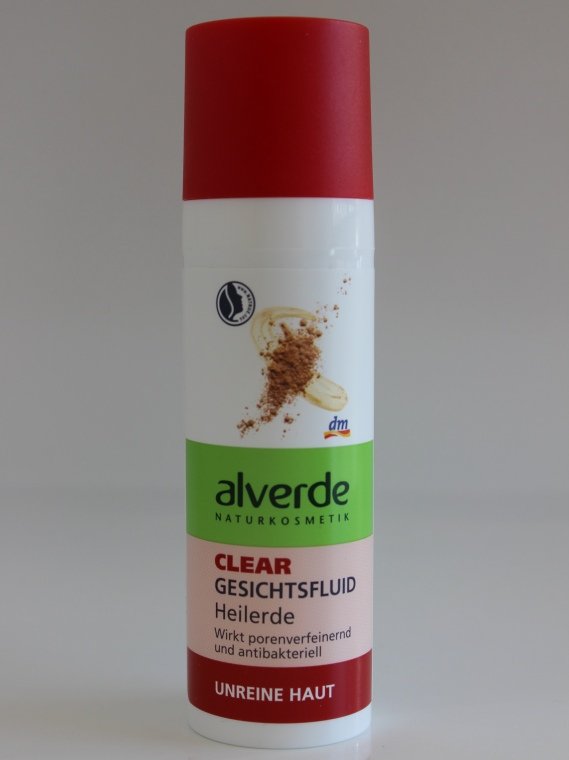 dm
alverde
NATURKOSMETIK
CLEAR
GESICHTSFLUID
Heilerde
Wirkt porenverfeinernd
und antibakteriell
UNREINE HAUT